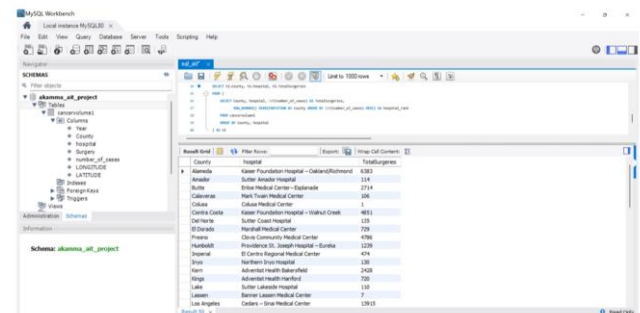 MySQL Workbench
Local instance MySQL80 ×
File Edit View Query Database Server Tools Scripting Help
Navigator
SCHEMAS
Filter objects
akamma_ait_project
Tables
cancervolume1
Columns
Year
County
hospital
Surgery
number_of_cases
LONGITUDE
LATITUDE
Indexes
Foreign Keys
Triggers
Views
Administration Schemas
Information
Schema: akamma_ait_project
Limit to 1000 rows
FROM (
GROUP BY County, hospital
Result Grid Filter Rows: Export: Wrap Cell Content:
County hospital TotalSurgeries
Alameda Kaiser Foundation Hospital – Oakland/Richmond 6383
Amador Sutter Amador Hospital 114
Butte Enloe Medical Center – Esplanade 2714
Calaveras Mark Twain Medical Center 106
Colusa Colusa Medical Center 1
Contra Costa Kaiser Foundation Hospital – Walnut Creek 4851
Del Norte Sutter Coast Hospital 135
El Dorado Marshall Medical Center 729
Fresno Clovis Community Medical Center 4786
Humboldt Providence St. Joseph Hospital – Eureka 1239
Imperial El Centro Regional Medical Center 474
Inyo Northern Inyo Hospital 130
Kern Adventist Health Bakersfield 2428
Kings Adventist Health Hanford 720
Lake Sutter Lakeside Hospital 110
Lassen Banner Lassen Medical Center 7
Los Angeles Cedars – Sinai Medical Center 13915
Read Only